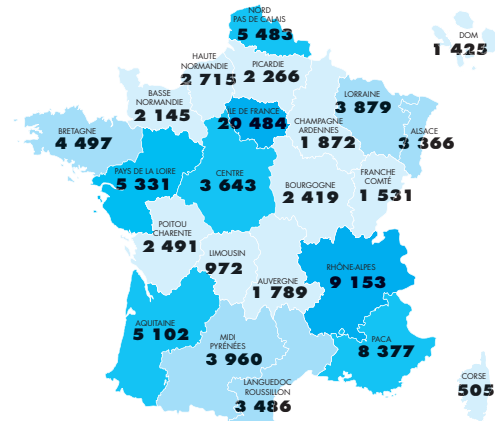 NORD
PAS DE CALAIS
5 483
DOM
1 425
HAUTE
NORMANDIE
2 715
PICARDIE
2 266
BASSE
NORMANDIE
2 145
LORRAINE
3 879
ILE DE FRANCE
20 484
CHAMPAGNE
ARDENNES
1 872
ALSACE
3 366
BRETAGNE
4 497
PAYS DE LA LOIRE
5 331
CENTRE
3 643
BOURGOGNE
2 419
FRANCHE
COMTÉ
1 531
POITOU
CHARENTE
2 491
LIMOUSIN
972
AUVERGNE
1 789
RHÔNE-ALPES
9 153
AQUITAINE
5 102
MIDI
PYRÉNÉES
3 960
PACA
8 377
LANGUEDOC
ROUSSILLON
3 486
CORSE
505